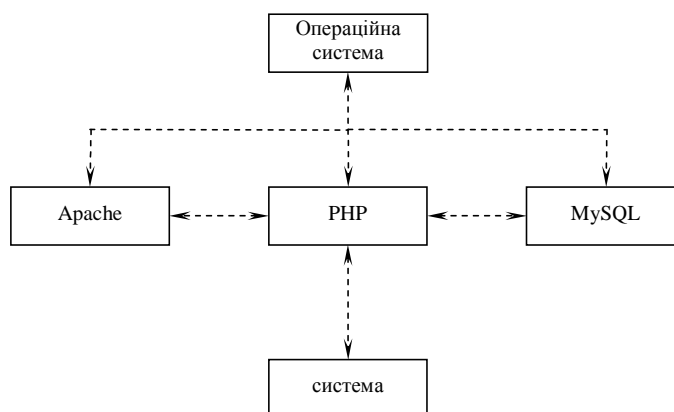 Операційна
система
Apache
PHP
MySQL
система